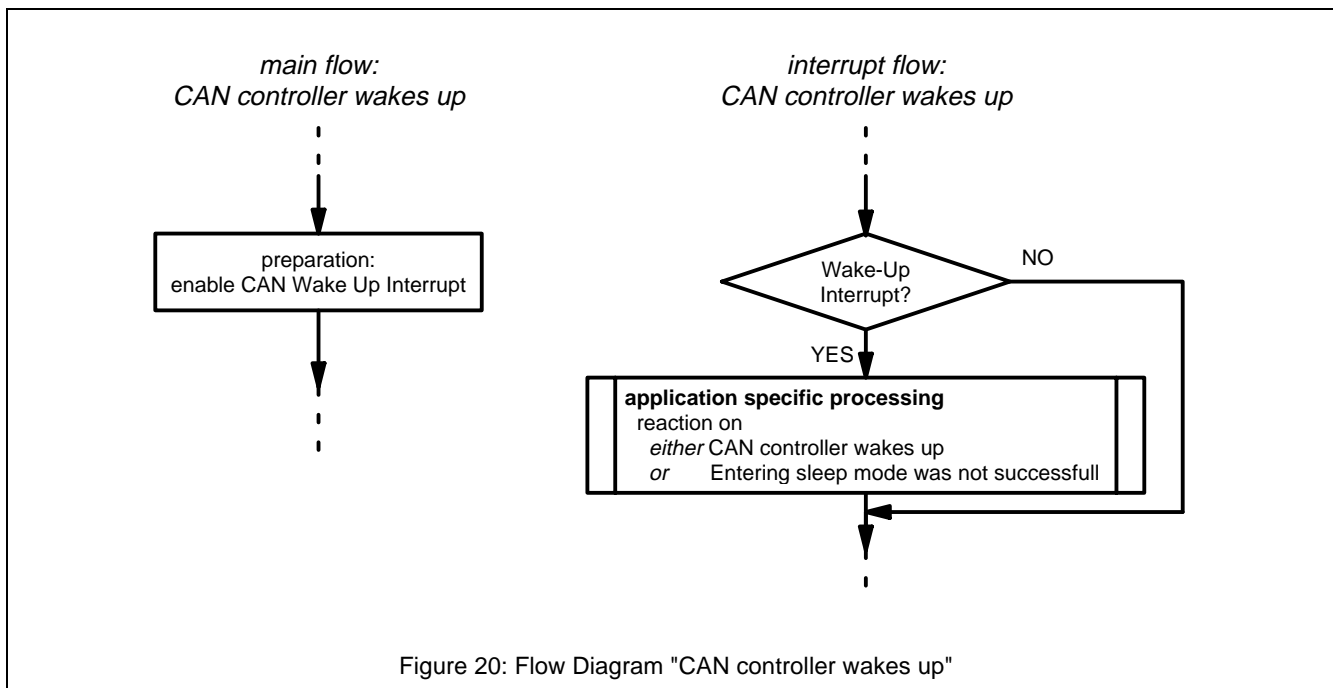 main flow:
CAN controller wakes up
preparation:
enable CAN Wake Up Interrupt
interrupt flow:
CAN controller wakes up
Wake-Up
Interrupt?
NO
YES
application specific processing
reaction on
either CAN controller wakes up
or Entering sleep mode was not successfull
Figure 20: Flow Diagram "CAN controller wakes up"